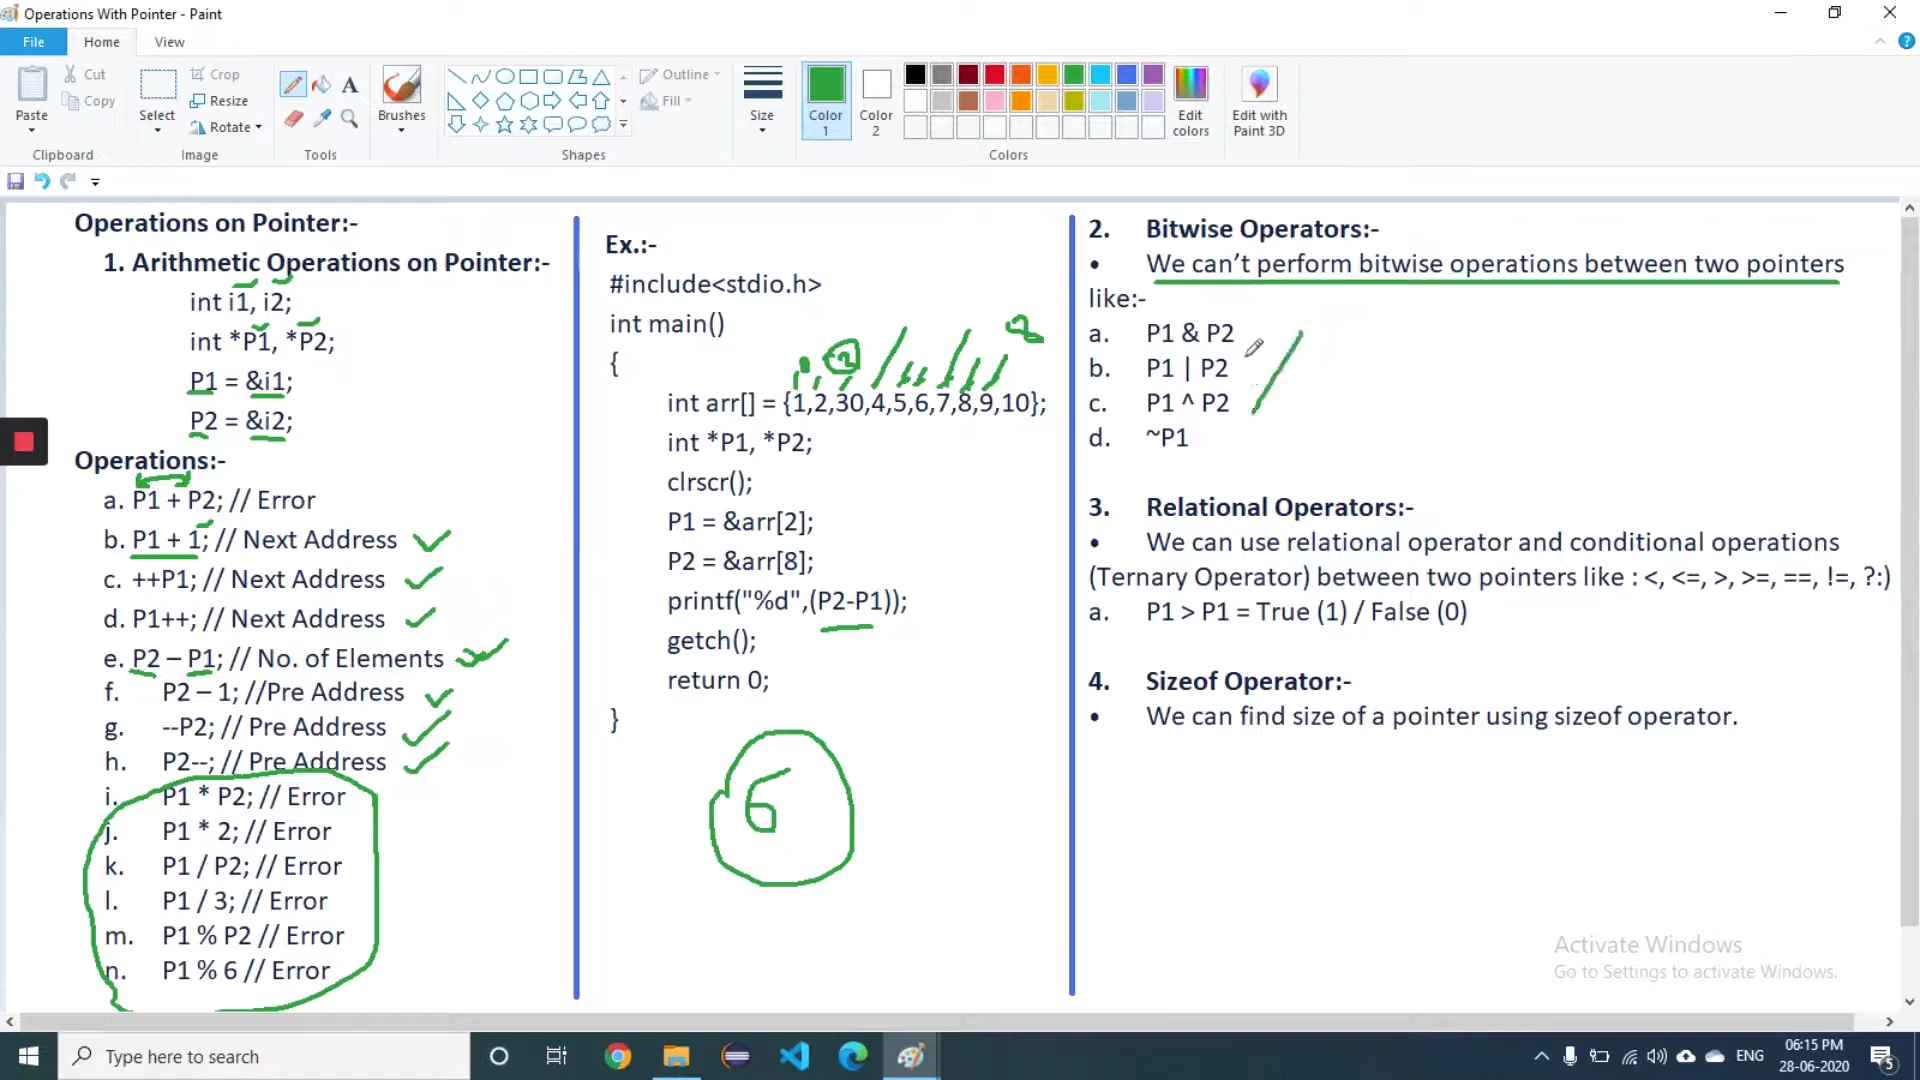 Operations With Pointer - Paint
File Home View
Paste
Cut
Copy
Clipboard
Select
Crop
Resize
Rotate
Image
Tools
Brushes
Shapes
Outline
Fill
Size
Color 1
Color 2
Colors
Edit colors
Edit with Paint 3D
Operations on Pointer:-
1. Arithmetic Operations on Pointer:-
int i1, i2;
int *P1, *P2;
P1 = &i1;
P2 = &i2;
Operations:-
a. P1 + P2; // Error
b. P1 + 1; // Next Address
c. ++P1; // Next Address
d. P1++; // Next Address
e. P2 – P1; // No. of Elements
f. P2 – 1; //Pre Address
g. --P2; // Pre Address
h. P2--; // Pre Address
i. P1 * P2; // Error
j. P1 * 2; // Error
k. P1 / P2; // Error
l. P1 / 3; // Error
m. P1 % P2 // Error
n. P1 % 6 // Error
Ex.:-
#include<stdio.h>
int main()
{
2 8
int arr[] = {1,2,30,4,5,6,7,8,9,10};
int *P1, *P2;
clrscr();
P1 = &arr[2];
P2 = &arr[8];
printf("%d",(P2-P1));
getch();
return 0;
}
6
2. Bitwise Operators:-
• We can’t perform bitwise operations between two pointers
like:-
a. P1 & P2
b. P1 | P2
c. P1 ^ P2
d. ~P1
3. Relational Operators:-
• We can use relational operator and conditional operations
(Ternary Operator) between two pointers like : <, <=, >, >=, ==, !=, ?:)
a. P1 > P1 = True (1) / False (0)
4. Sizeof Operator:-
• We can find size of a pointer using sizeof operator.
Activate Windows
Go to Settings to activate Windows.
Type here to search
ENG
06:15 PM
28-06-2020
5